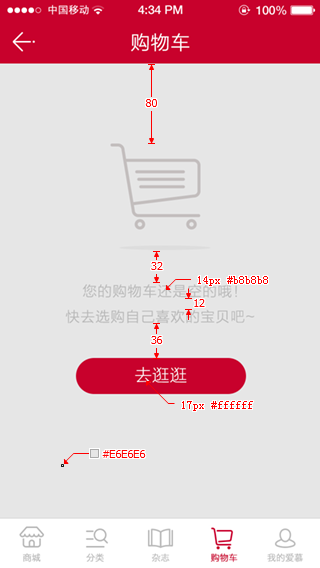 中国移动 4:34 PM 100%
购物车
80
32
14px #b8b8b8
您的购物车还是空的哦!
12
快去选购自己喜欢的宝贝吧~
36
去逛逛
17px #ffffff
#E6E6E6
商城 分类 杂志 购物车 我的爱慕